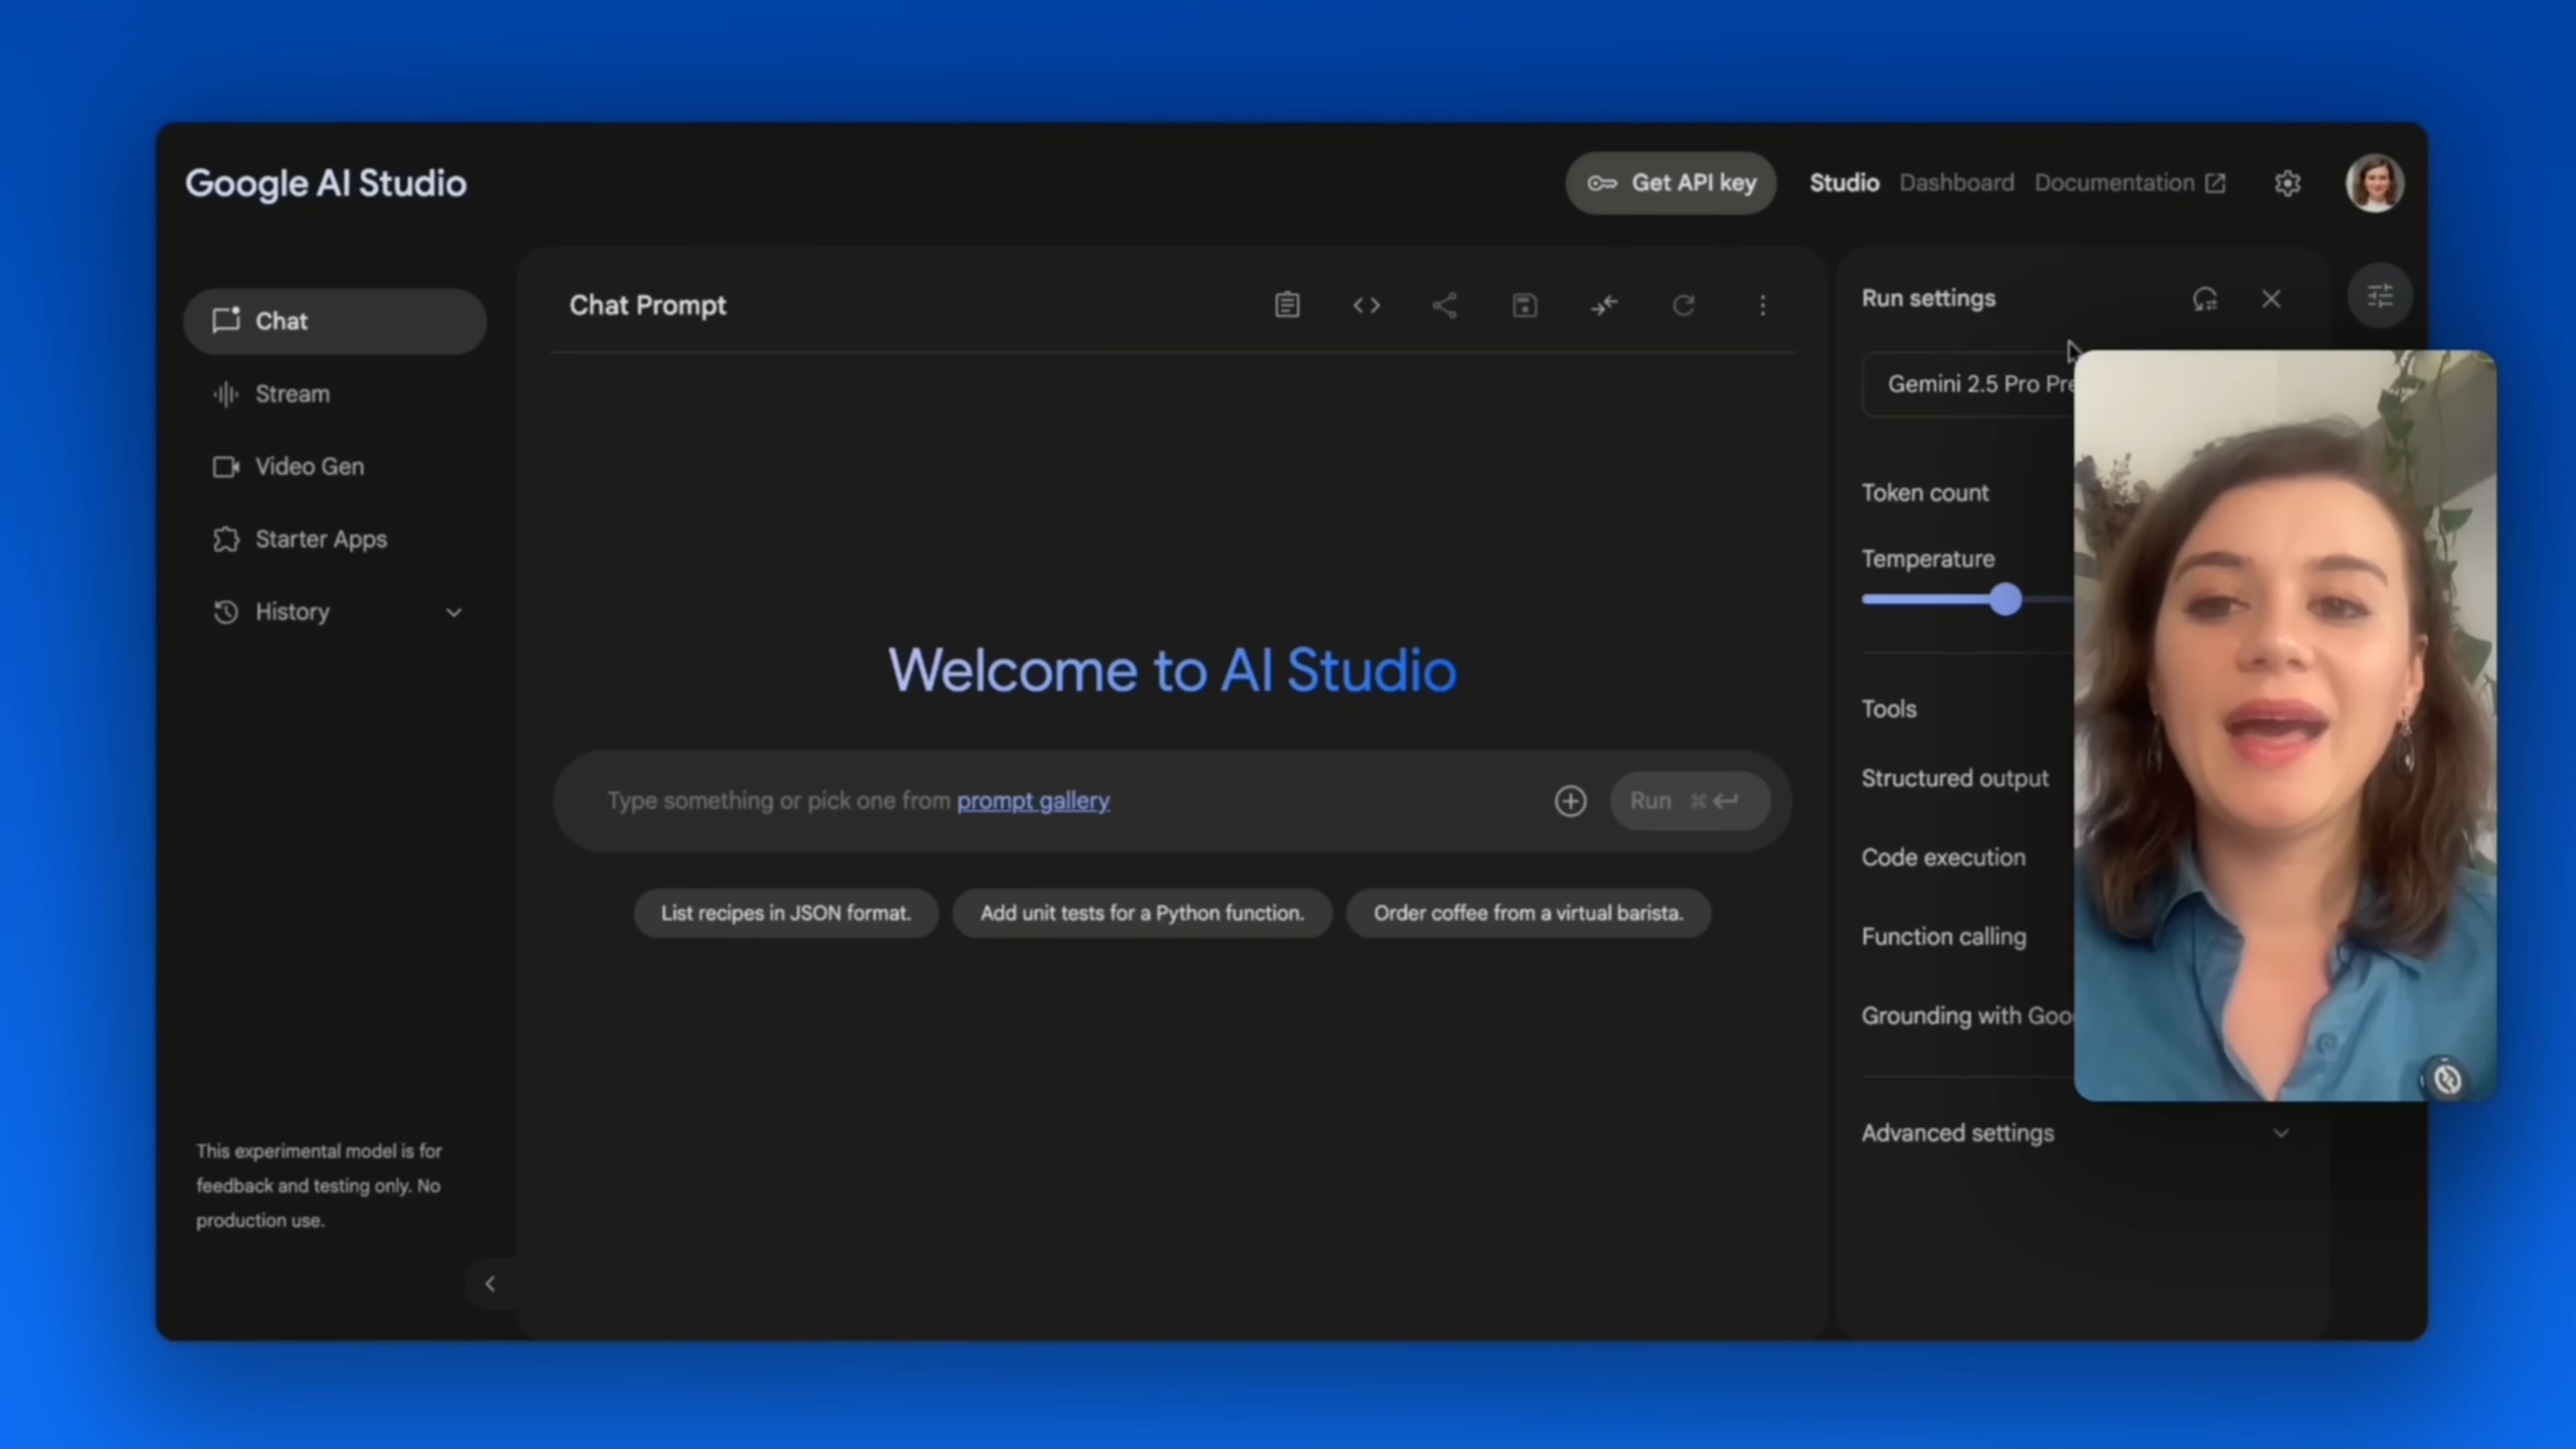 Google AI Studio
Get API key
Studio
Dashboard
Documentation
Chat
Stream
Video Gen
Starter Apps
History
This experimental model is for
feedback and testing only. No
production use.
Chat Prompt
Welcome to AI Studio
Type something or pick one from prompt gallery
Run ⌘
List recipes in JSON format.
Add unit tests for a Python function.
Order coffee from a virtual barista.
Run settings
Gemini 2.5 Pro Pre
Token count
Temperature
Tools
Structured output
Code execution
Function calling
Grounding with Goo
Advanced settings